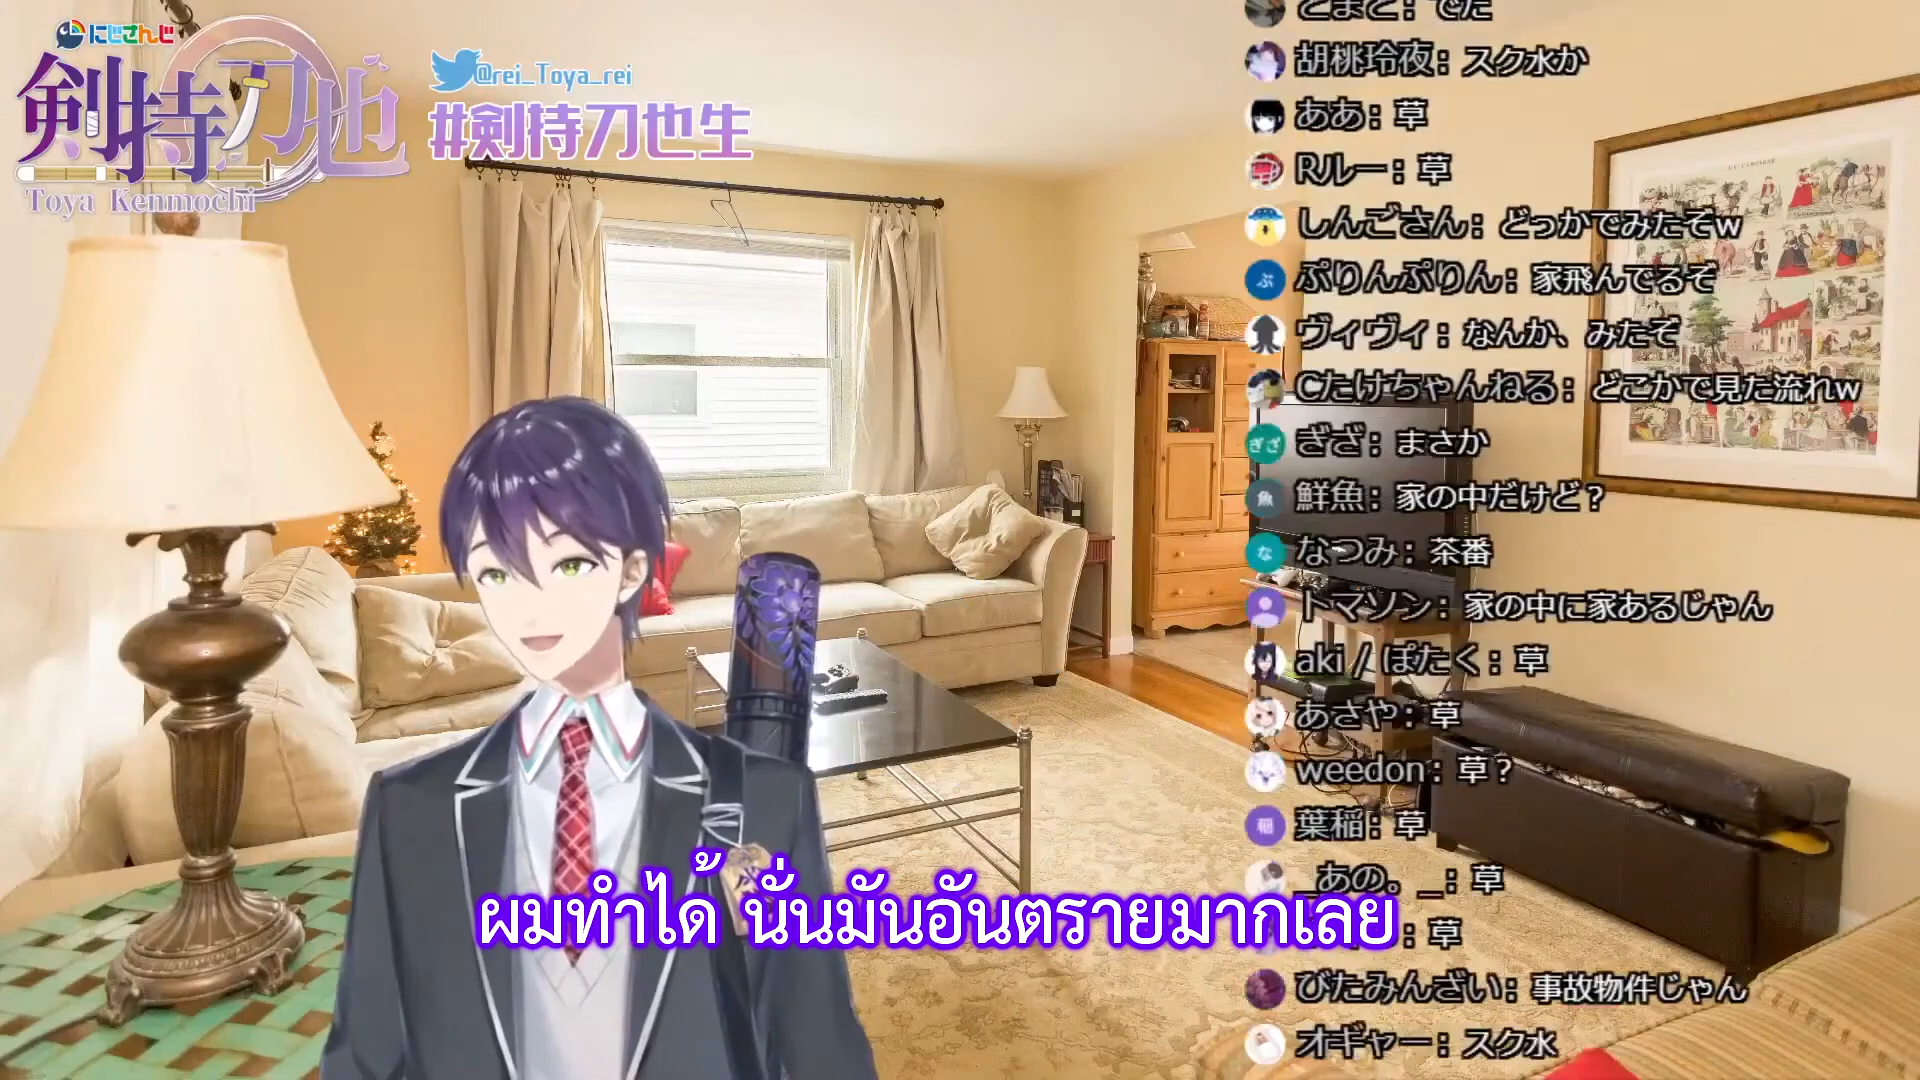 にじさんじ
剣持刀也
Toya Kenmochi
@rei_Toya_rei
#剣持刀也生
とまと: でた
胡桃玲夜: スク水か
ああ: 草
Rルー: 草
しんごさん: どっかでみたぞw
ぷりんぷりん: 家飛んでるぞ
ヴィヴィ: なんか、みたぞ
Cたけちゃんねる: どこかで見た流れw
ざざ: まさか
鮮魚: 家の中だけど?
なつみ: 茶番
トマソン: 家の中に家あるじゃん
aki / ぽたく: 草
あさや: 草
weedon: 草?
葉稲: 草
_あの。_: 草
: 草
びたみんざい: 事故物件じゃん
オギャー: スク水
ผมทำได้ นั่นมันอันตรายมากเลย